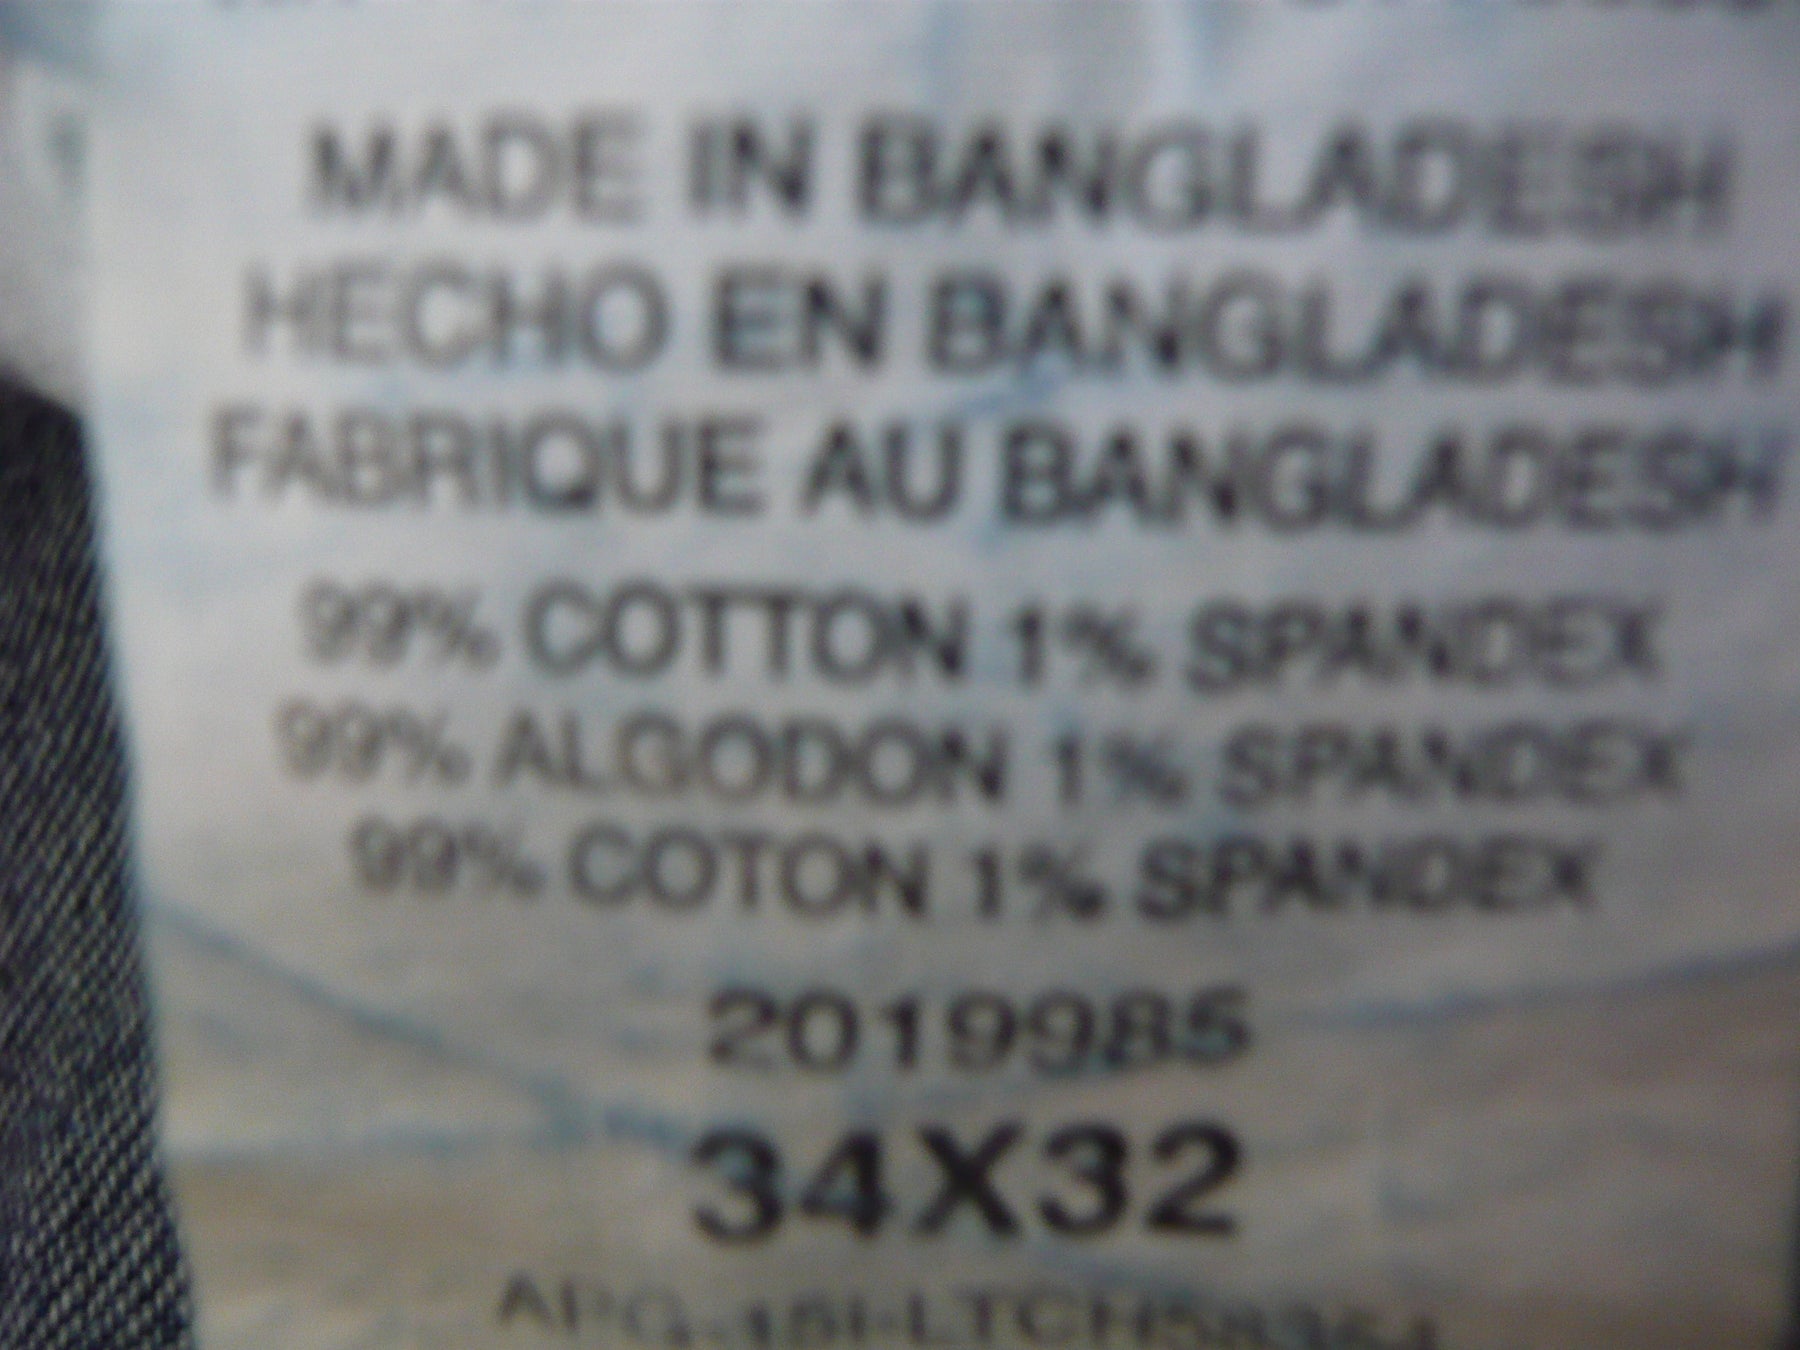 MADE IN BANGLADESH
HECHO EN BANGLADESH
FABRIQUE AU BANGLADESH
99% COTTON 1% SPANDEX
99% ALGODON 1% SPANDEX
99% COTON 1% SPANDEX
2019985
34X32